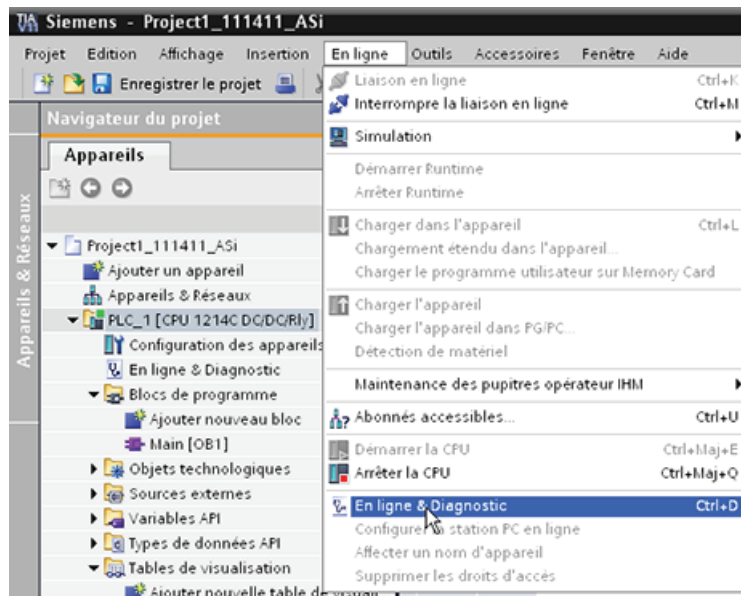 Siemens - Project1_111411_ASi
Projet Edition Affichage Insertion En ligne Outils Accessoires Fenêtre Aide
Enregistrer le projet
Navigateur du projet
Appareils
Appareils & Réseaux
Project1_111411_ASi
Ajouter un appareil
Appareils & Réseaux
PLC_1 [CPU 1214C DC/DC/Rly]
Configuration des appareils
En ligne & Diagnostic
Blocs de programme
Ajouter nouveau bloc
Main [OB1]
Objets technologiques
Sources externes
Variables API
Types de données API
Tables de visualisation
Ajouter nouvelle table de visuali
Liaison en ligne Ctrl+K
Interrompre la liaison en ligne Ctrl+M
Simulation
Démarrer Runtime
Arrêter Runtime
Charger dans l'appareil Ctrl+L
Chargement étendu dans l'appareil...
Charger le programme utilisateur sur Memory Card
Charger l'appareil
Charger l'appareil dans PG/PC...
Détection de matériel
Maintenance des pupitres opérateur IHM
Abonnés accessibles... Ctrl+U
Démarrer la CPU Ctrl+Maj+E
Arrêter la CPU Ctrl+Maj+Q
En ligne & Diagnostic Ctrl+D
station PC en ligne
Affecter un nom d'appareil
Supprimer les droits d'accès